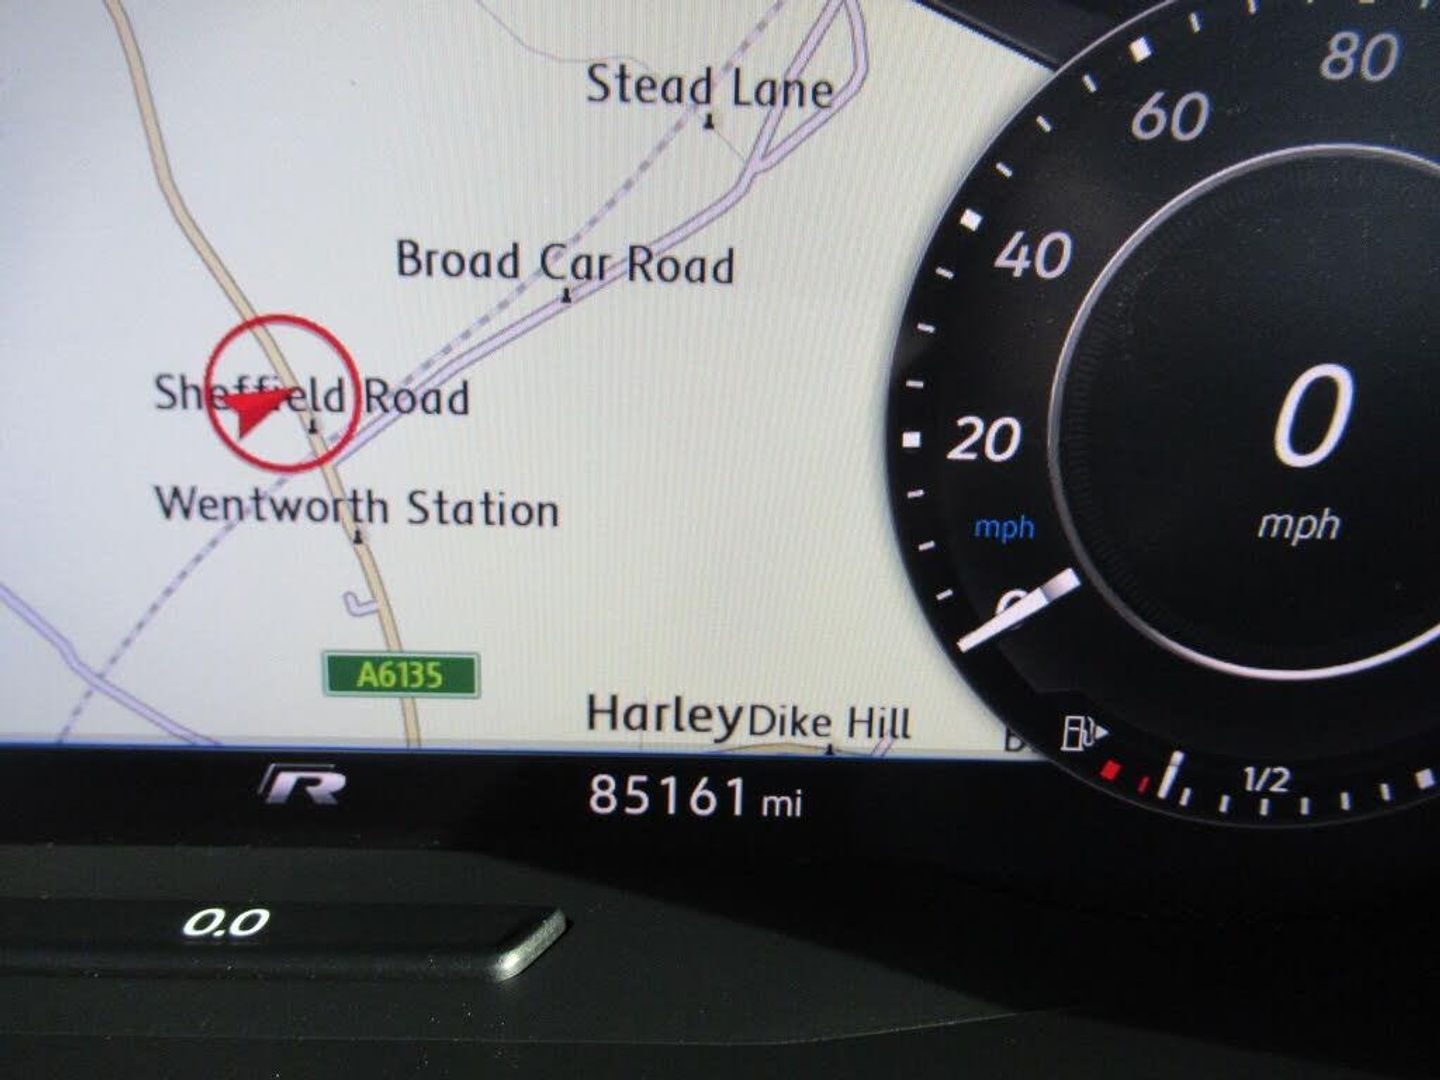 Stead Lane
80
60
Broad Car Road
40
Sheffield Road
20
0
mph
mph
Wentworth Station
0
A6135
Harley
Dike Hill
R
85161 mi
1/2
0.0